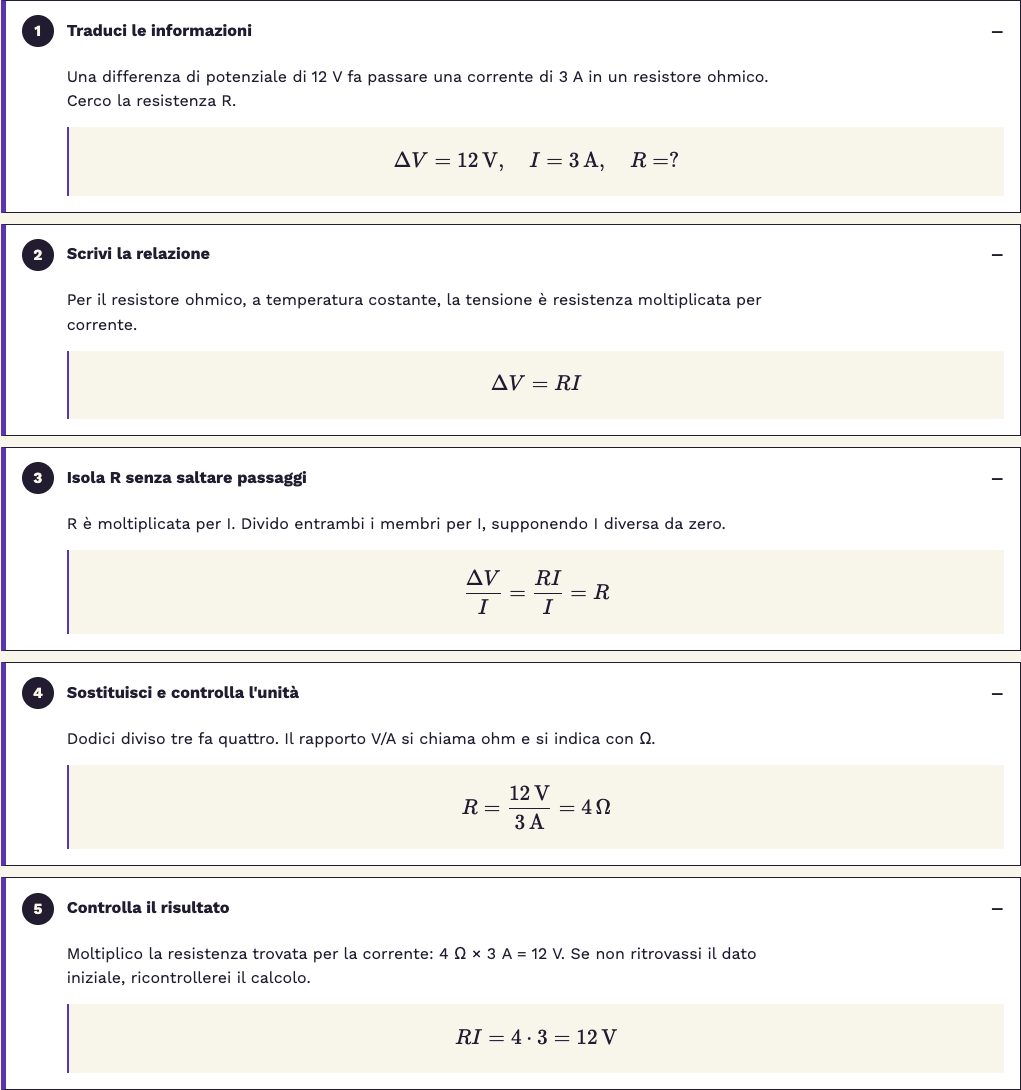 1 Traduci le informazioni –
Una differenza di potenziale di 12 V fa passare una corrente di 3 A in un resistore ohmico.
Cerco la resistenza R.
ΔV = 12 V, I = 3 A, R =?
2 Scrivi la relazione –
Per il resistore ohmico, a temperatura costante, la tensione è resistenza moltiplicata per
corrente.
ΔV = RI
3 Isola R senza saltare passaggi –
R è moltiplicata per I. Divido entrambi i membri per I, supponendo I diversa da zero.
ΔV/I = RI/I = R
4 Sostituisci e controlla l'unità –
Dodici diviso tre fa quattro. Il rapporto V/A si chiama ohm e si indica con Ω.
R = 12 V/3 A = 4 Ω
5 Controlla il risultato –
Moltiplico la resistenza trovata per la corrente: 4 Ω × 3 A = 12 V. Se non ritrovassi il dato
iniziale, ricontrollerei il calcolo.
RI = 4 · 3 = 12 V